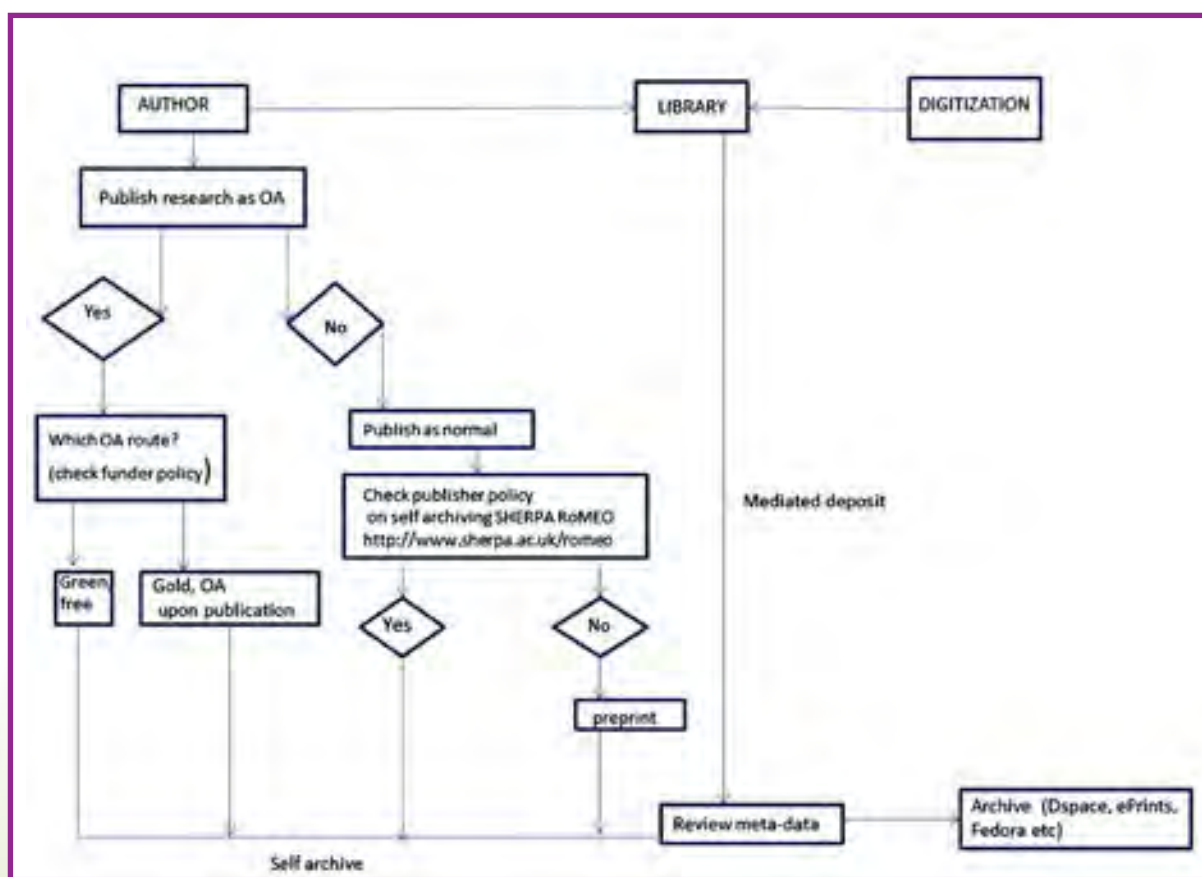 AUTHOR
LIBRARY
DIGITIZATION
Publish research as OA
Yes
No
Which OA route?
(check funder policy)
Publish as normal
Check publisher policy
on self archiving SHERPA RoMEO
http://www.sherpa.ac.uk/romeo
Mediated deposit
Green,
free
Gold, OA
upon publication
Yes
No
preprint
Review meta-data
Archive (Dspace, ePrints,
Fedora etc)
Self archive